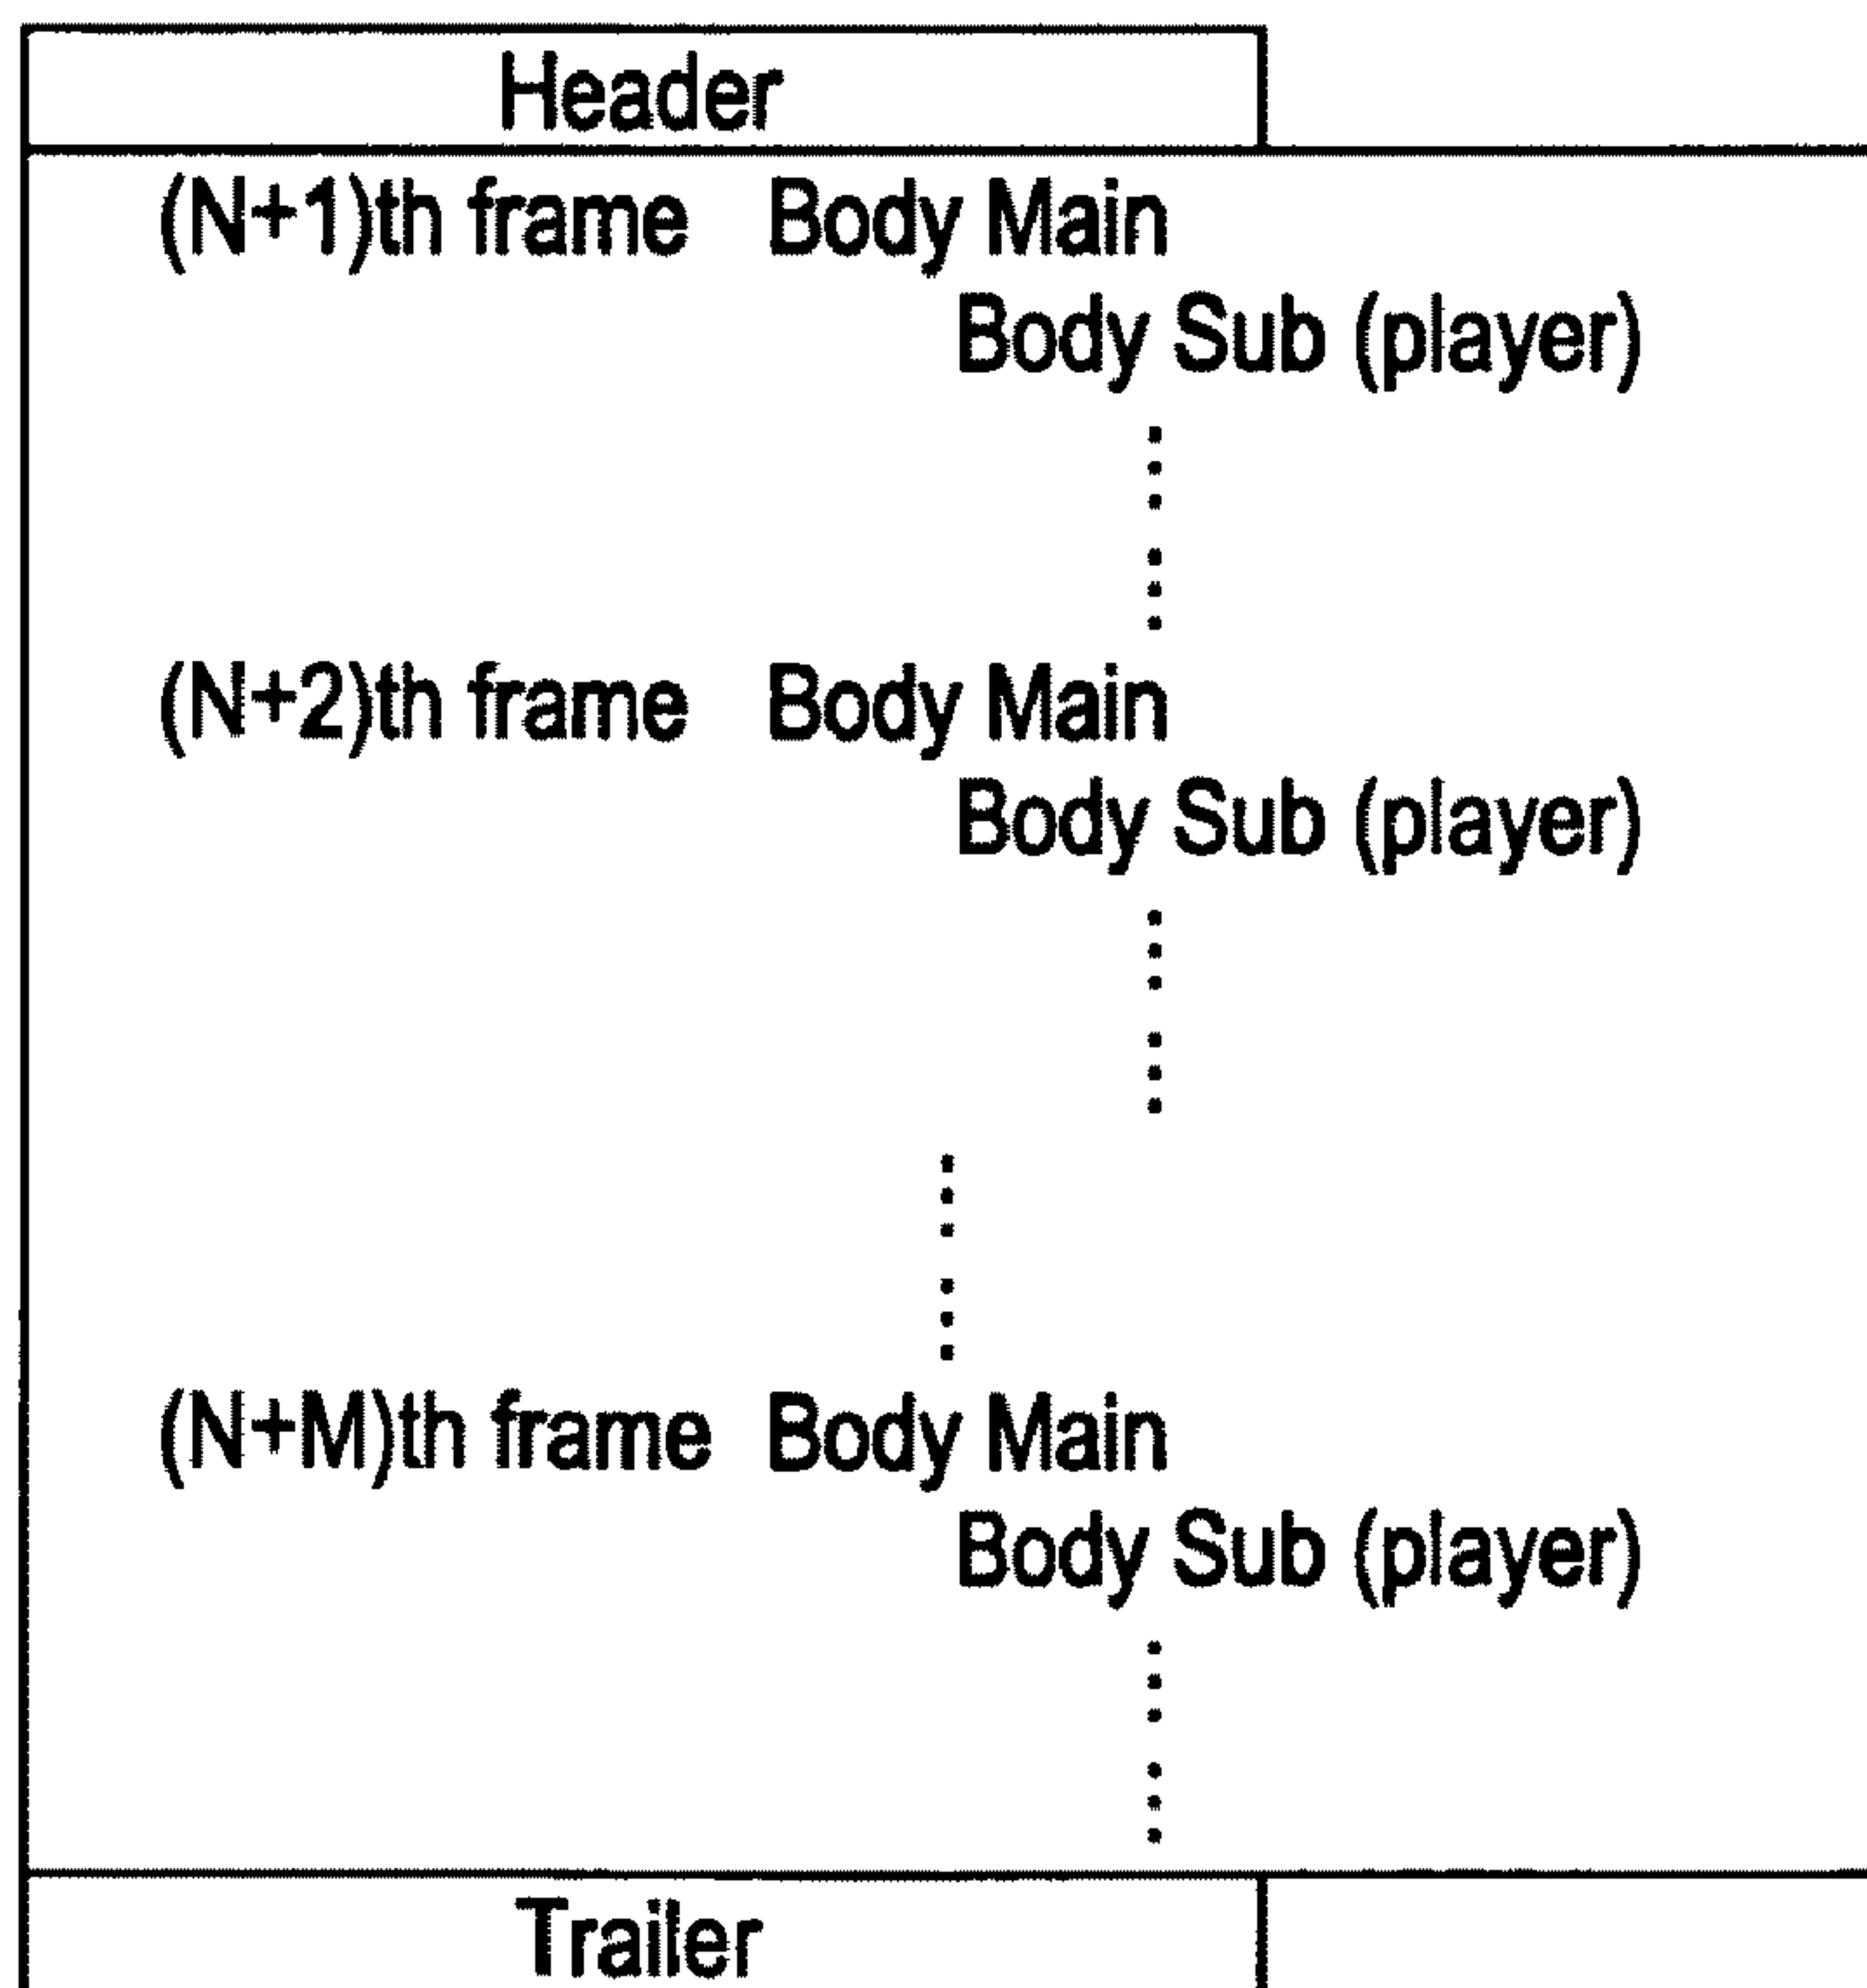 Header
(N+1)th frame Body Main
Body Sub (player)
(N+2)th frame Body Main
Body Sub (player)
(N+M)th frame Body Main
Body Sub (player)
Trailer